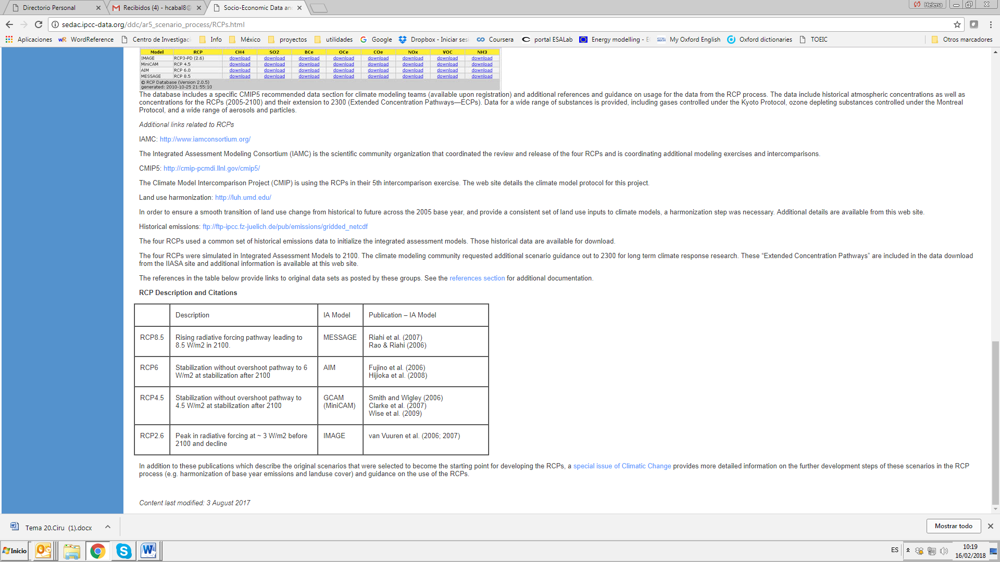 Directorio Personal
Recibidos (4) - hcabal8@
Socio-Economic Data an
Helena
sedac.ipcc-data.org/ddc/ar5_scenario_process/RCPs.html
Aplicaciones WordReference Centro de Investigaci Info México proyectos utilidades Google Dropbox - Iniciar sesi Coursera portal ESALab Energy modelling - E My Oxford English Oxford dictionaries TOEIC Otros marcadores
Model RCP CH4 SO2 BCe OCe COe NOx VOC NH3
IMAGE RCP3-PD (2.6) download download download download download download download download
MiniCAM RCP 4.5 download download download download download download download download
AIM RCP 6.0 download download download download download download download download
MESSAGE RCP 8.5 download download download download download download download download
© RCP Database (Version 2.0.5)
generated: 2010-10-25 21:55:10
The database includes a specific CMIP5 recommended data section for climate modeling teams (available upon registration) and additional references and guidance on usage for the data from the RCP process. The data include historical atmospheric concentrations as well as
concentrations for the RCPs (2005-2100) and their extension to 2300 (Extended Concentration Pathways—ECPs). Data for a wide range of substances is provided, including gases controlled under the Kyoto Protocol, ozone depleting substances controlled under the Montreal
Protocol, and a wide range of aerosols and particles.
Additional links related to RCPs
IAMC: http://www.iamconsortium.org/
The Integrated Assessment Modeling Consortium (IAMC) is the scientific community organization that coordinated the review and release of the four RCPs and is coordinating additional modeling exercises and intercomparisons.
CMIP5: http://cmip-pcmdi.llnl.gov/cmip5/
The Climate Model Intercomparison Project (CMIP) is using the RCPs in their 5th intercomparison exercise. The web site details the climate model protocol for this project.
Land use harmonization: http://luh.umd.edu/
In order to ensure a smooth transition of land use change from historical to future across the 2005 base year, and provide a consistent set of land use inputs to climate models, a harmonization step was necessary. Additional details are available from this web site.
Historical emissions: ftp://ftp-ipcc.fz-juelich.de/pub/emissions/gridded_netcdf
The four RCPs used a common set of historical emissions data to initialize the integrated assessment models. Those historical data are available for download.
The four RCPs were simulated in Integrated Assessment Models to 2100. The climate modeling community requested additional scenario guidance out to 2300 for long term climate response research. These “Extended Concentration Pathways” are included in the data download
from the IIASA site and additional information is available at this web site.
The references in the table below provide links to original data sets as posted by these groups. See the references section for additional documentation.
RCP Description and Citations
Description IA Model Publication – IA Model
RCP8.5 Rising radiative forcing pathway leading to MESSAGE Riahi et al. (2007)
8.5 W/m2 in 2100. Rao & Riahi (2006)
RCP6 Stabilization without overshoot pathway to 6 AIM Fujino et al. (2006)
W/m2 at stabilization after 2100 Hijioka et al. (2008)
RCP4.5 Stabilization without overshoot pathway to GCAM Smith and Wigley (2006)
4.5 W/m2 at stabilization after 2100 (MiniCAM) Clarke et al. (2007)
Wise et al. (2009)
RCP2.6 Peak in radiative forcing at ~ 3 W/m2 before IMAGE van Vuuren et al. (2006; 2007)
2100 and decline
In addition to these publications which describe the original scenarios that were selected to become the starting point for developing the RCPs, a special issue of Climatic Change provides more detailed information on the further development steps of these scenarios in the RCP
process (e.g. harmonization of base year emissions and landuse cover) and guidance on the use of the RCPs.
Content last modified: 3 August 2017
Tema 20.Ciru (1).docx
Mostrar todo
Inicio
ES
10:19
16/02/2018